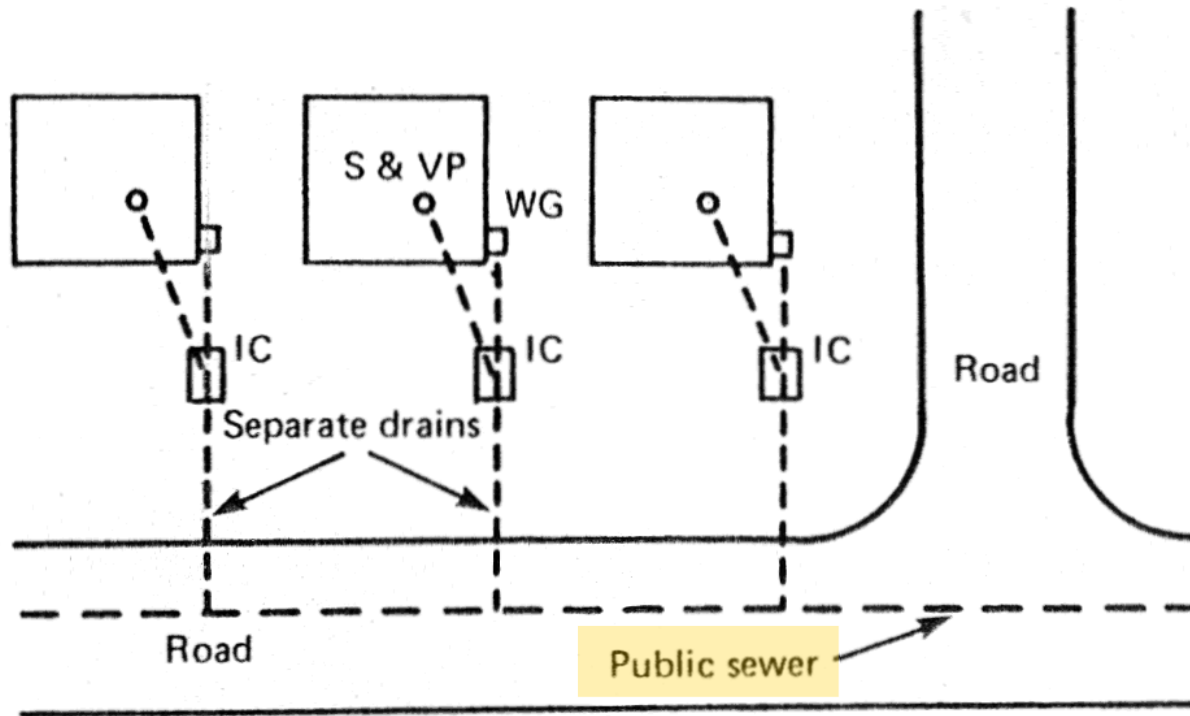 S & VP
WG
IC
IC
IC
Road
Separate drains
Road
Public sewer